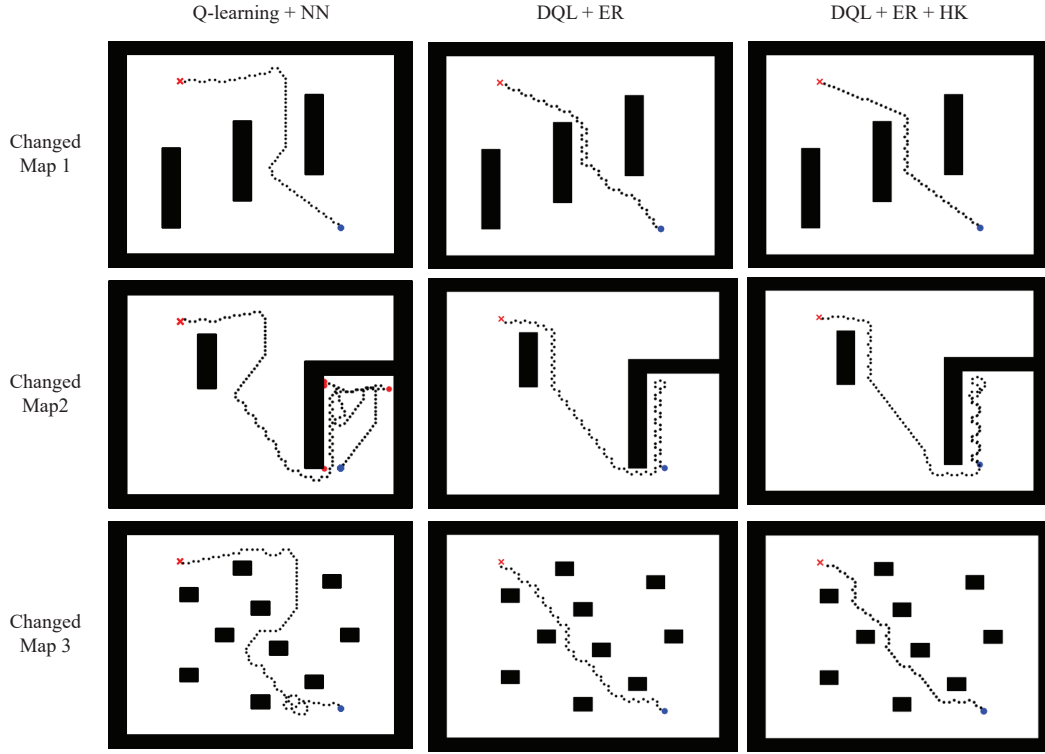 Q-learning + NN
DQL + ER
DQL + ER + HK
Changed
Map 1
Changed
Map2
Changed
Map 3